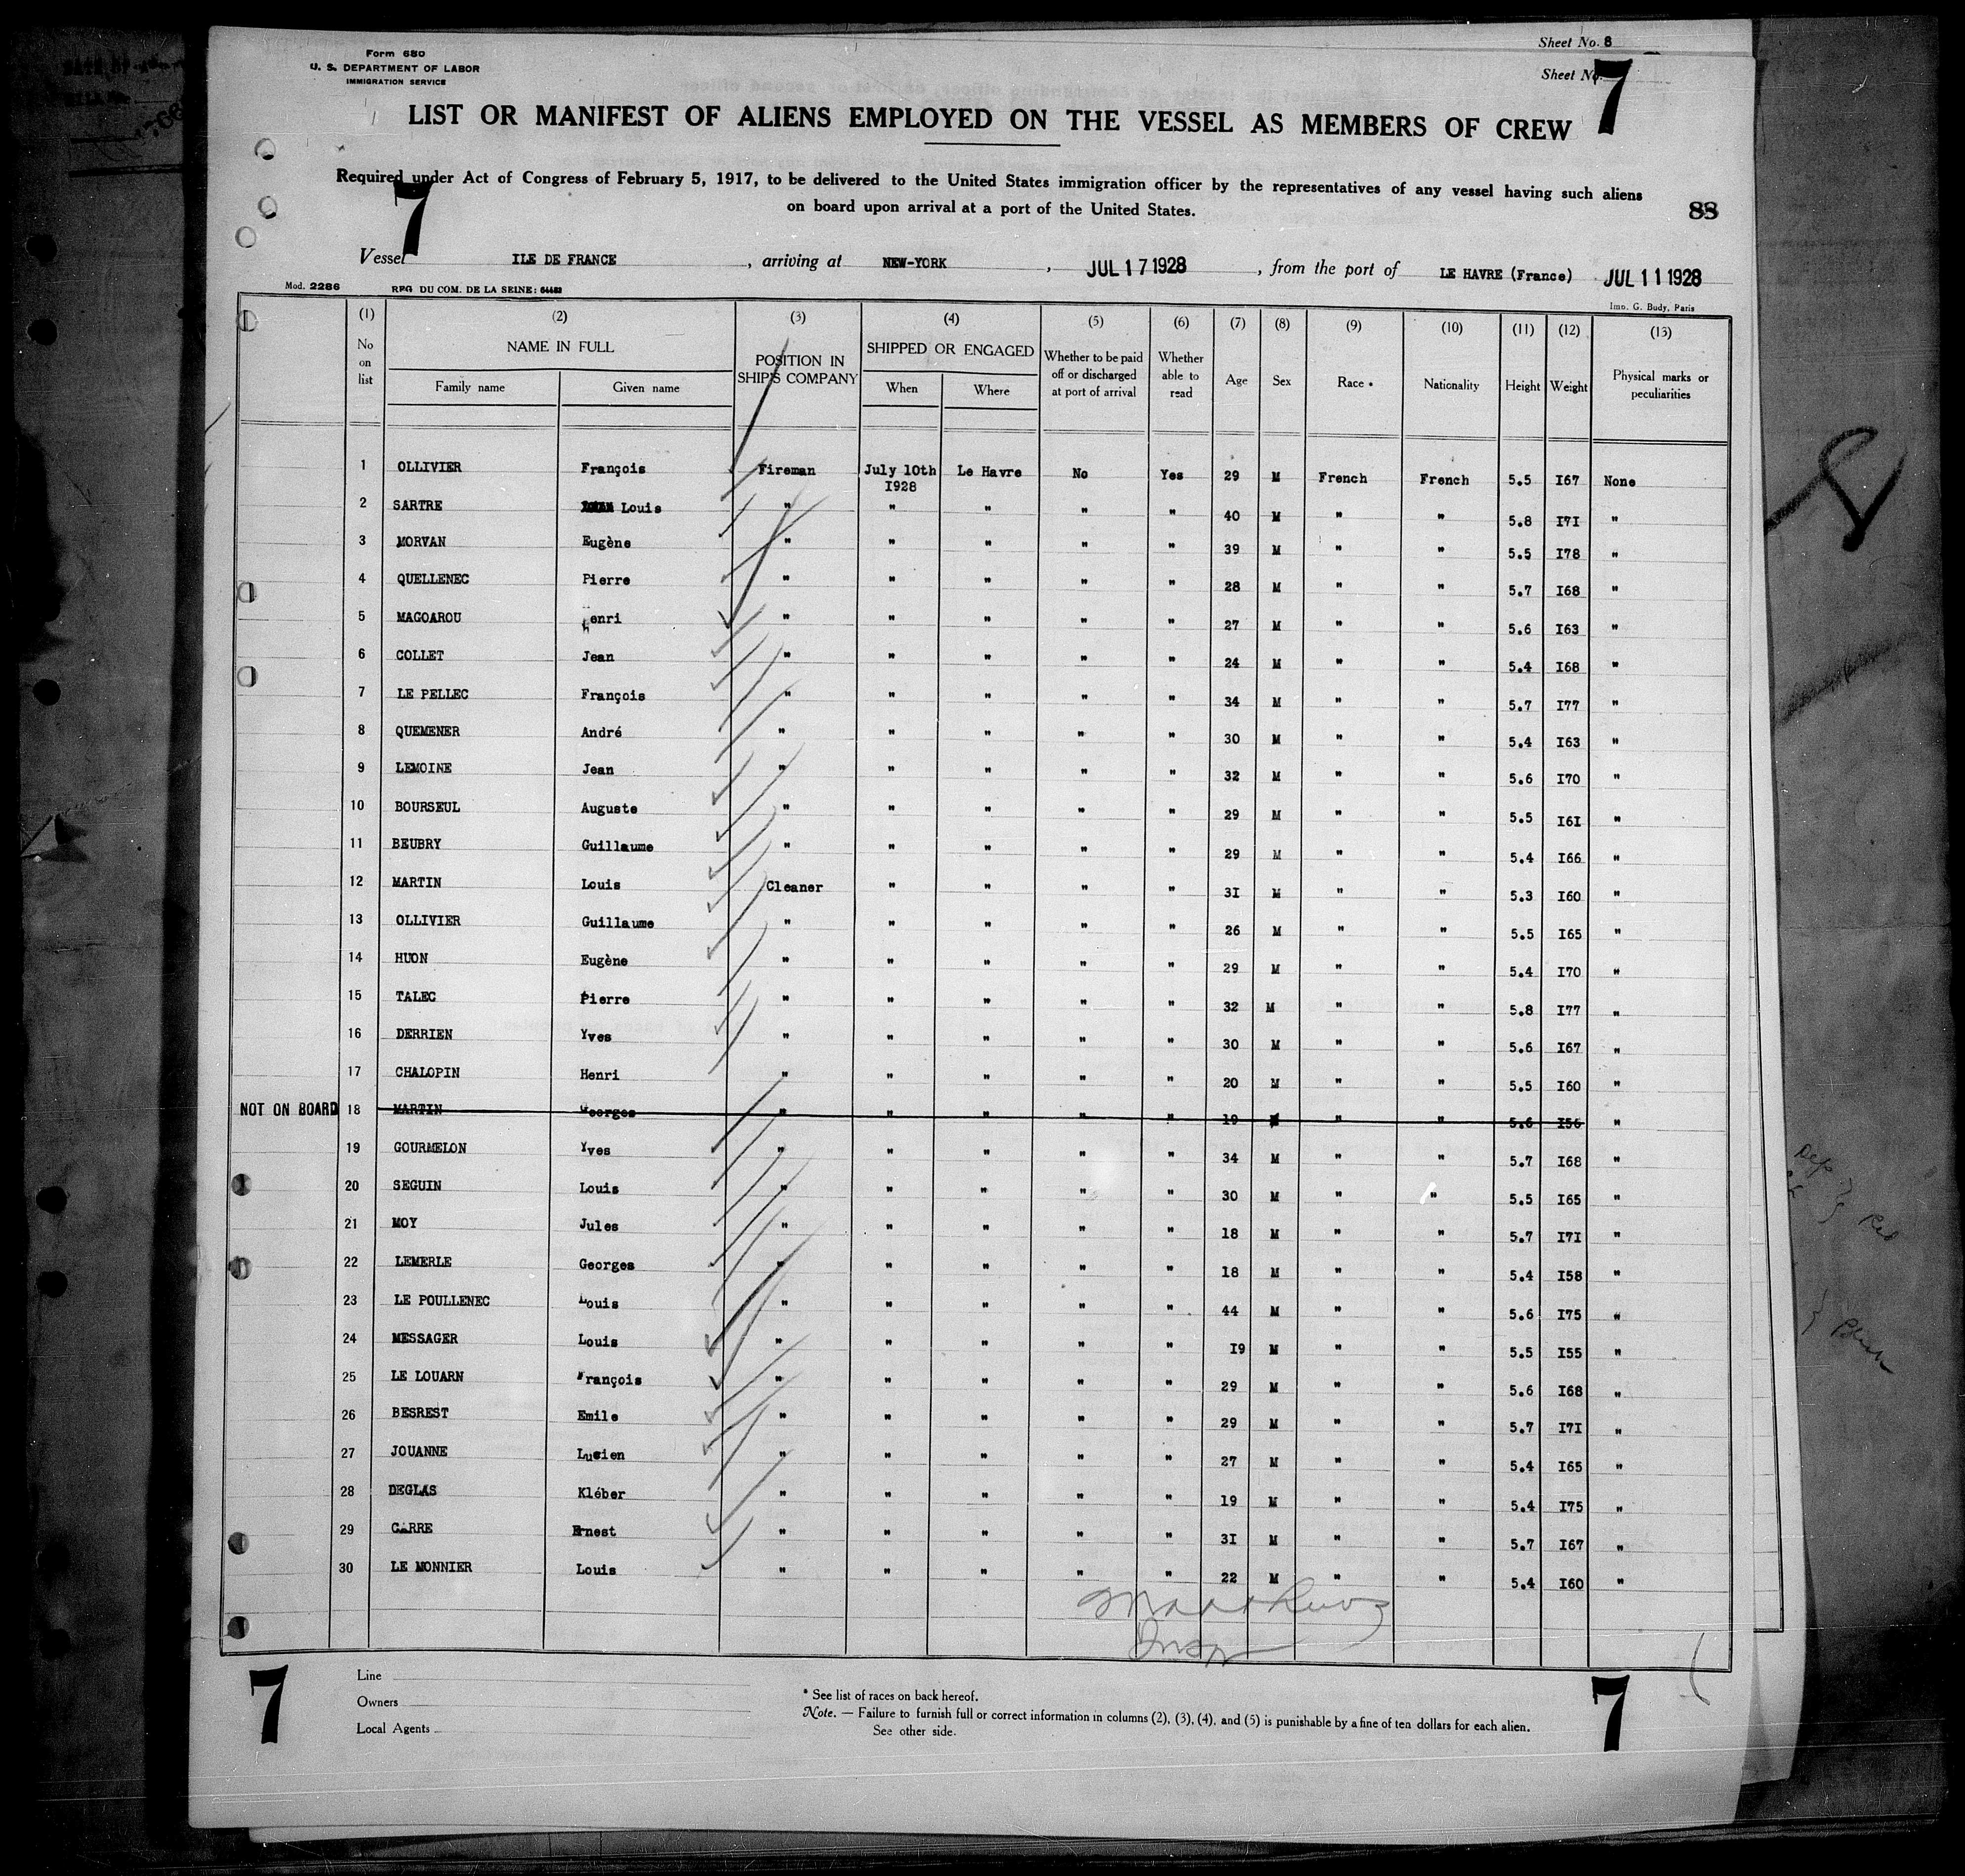 Sheet No. 6
Form 680
U. S. DEPARTMENT OF LABOR
IMMIGRATION SERVICE
Sheet No. 7
LIST OR MANIFEST OF ALIENS EMPLOYED ON THE VESSEL AS MEMBERS OF CREW
Required under Act of Congress of February 5, 1917, to be delivered to the United States immigration officer by the representatives of any vessel having such aliens
on board upon arrival at a port of the United States.
88
7
Vessel ILE DE FRANCE , arriving at NEW-YORK , JUL 17 1928 , from the port of LE HAVRE (France) JUL 11 1928
Mod. 2286 REG DU COM. DE LA SEINE: 64483 Imp. G. Budy, Paris
(1) (2) (3) (4) (5) (6) (7) (8) (9) (10) (11) (12) (13)
No on list NAME IN FULL Family name Given name POSITION IN SHIP'S COMPANY SHIPPED OR ENGAGED When Where Whether to be paid off or discharged at port of arrival Whether able to read Age Sex Race * Nationality Height Weight Physical marks or peculiarities
1 OLLIVIER François Fireman July 10th 1928 Le Havre No Yes 29 M French French 5.5 I67 None
2 SARTRE Louis " " " " " 40 M " " 5.8 I7I "
3 MORVAN Eugène " " " " " 39 M " " 5.5 I78 "
4 QUELLENEC Pierre " " " " " 28 M " " 5.7 I68 "
5 MAGOAROU Henri " " " " " 27 M " " 5.6 I63 "
6 COLLET Jean " " " " " 24 M " " 5.4 I68 "
7 LE PELLEC François " " " " " 34 M " " 5.7 I77 "
8 QUEMENER André " " " " " 30 M " " 5.4 I63 "
9 LEMOINE Jean " " " " " 32 M " " 5.6 I70 "
10 BOURSEUL Auguste " " " " " 29 M " " 5.5 I6I "
11 BEUBRY Guillaume " " " " " 29 M " " 5.4 I66 "
12 MARTIN Louis Cleaner " " " " 3I M " " 5.3 I60 "
13 OLLIVIER Guillaume " " " " " 26 M " " 5.5 I65 "
14 HUON Eugène " " " " " 29 M " " 5.4 I70 "
15 TALEC Pierre " " " " " 32 M " " 5.8 I77 "
16 DERRIEN Yves " " " " " 30 M " " 5.6 I67 "
17 CHALOPIN Henri " " " " " 20 M " " 5.5 I60 "
NOT ON BOARD 18 MARTIN Georges " " " " " 19 M " " 5.6 I56 "
19 GOURMELON Yves " " " " " 34 M " " 5.7 I68 "
20 SEGUIN Louis " " " " " 30 M " " 5.5 I65 "
21 MOY Jules " " " " " I8 M " " 5.7 I7I "
22 LEMERLE Georges " " " " " I8 M " " 5.4 I58 "
23 LE POULLENEC Louis " " " " " 44 M " " 5.6 I75 "
24 MESSAGER Louis " " " " " I9 M " " 5.5 I55 "
25 LE LOUARN François " " " " " 29 M " " 5.6 I68 "
26 BESREST Emile " " " " " 29 M " " 5.7 I7I "
27 JOUANNE Lucien " " " " " 27 M " " 5.4 I65 "
28 DEGLAS Kléber " " " " " I9 M " " 5.4 I75 "
29 CARRE Ernest " " " " " 3I M " " 5.7 I67 "
30 LE MONNIER Louis " " " " " 22 M " " 5.4 I60 "
Line
Owners
Local Agents
7
* See list of races on back hereof.
Note. — Failure to furnish full or correct information in columns (2), (3), (4), and (5) is punishable by a fine of ten dollars for each alien.
See other side.
7